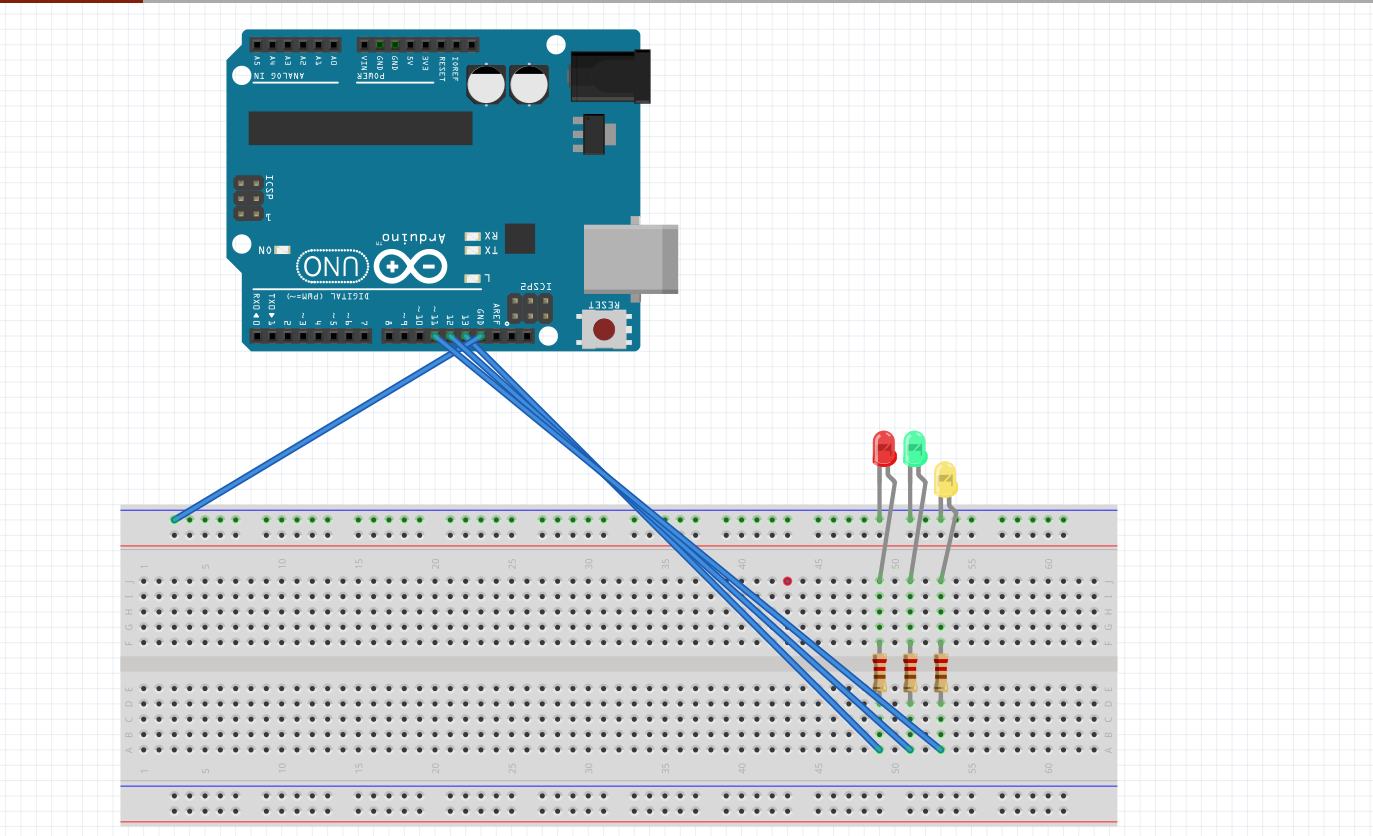 A5 A4 A3 A2 A1 A0 VIN GND GND 5V 3V3 RESET IOREF
ANALOG IN POWER
ICSP
1
ON Arduino RX
TX
UNO
L
ICSP2
DIGITAL (PWM=~) RESET
RX0◀0 TX0▶1 2 ~3 4 ~5 ~6 7 8 ~9 ~10 ~11 12 13 GND AREF
1 5 10 15 20 25 30 35 40 45 50 55 60
J J
I I
H H
G G
F F
E E
D D
C C
B B
A A
1 5 10 15 20 25 30 35 40 45 50 55 60